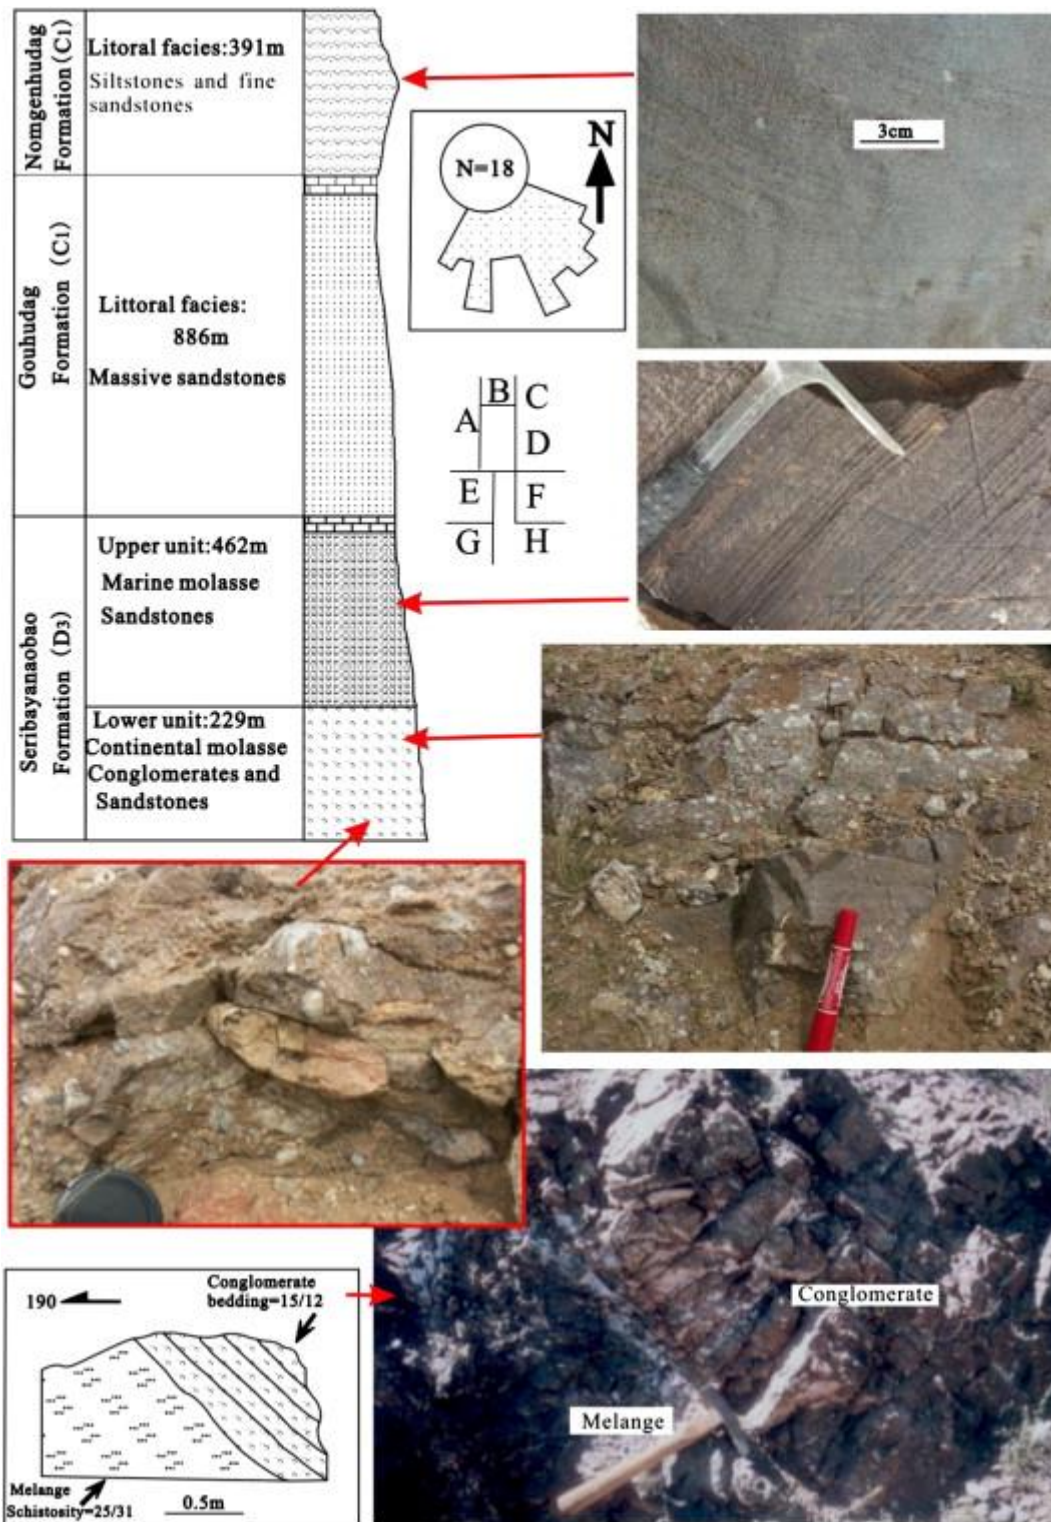 Nomgenhudag
Formation(C1)
Litoral facies:391m
Siltstones and fine
sandstones
3cm
N=18
N
Gouhudag
Formation (C1)
Littoral facies:
886m
Massive sandstones
B
C
A
D
E
F
G
H
Seribayanaobao
Formation (D3)
Upper unit:462m
Marine molasse
Sandstones
Lower unit:229m
Continental molasse
Conglomerates and
Sandstones
190
Conglomerate
bedding=15/12
Melange
Schistosity=25/31
0.5m
Conglomerate
Melange